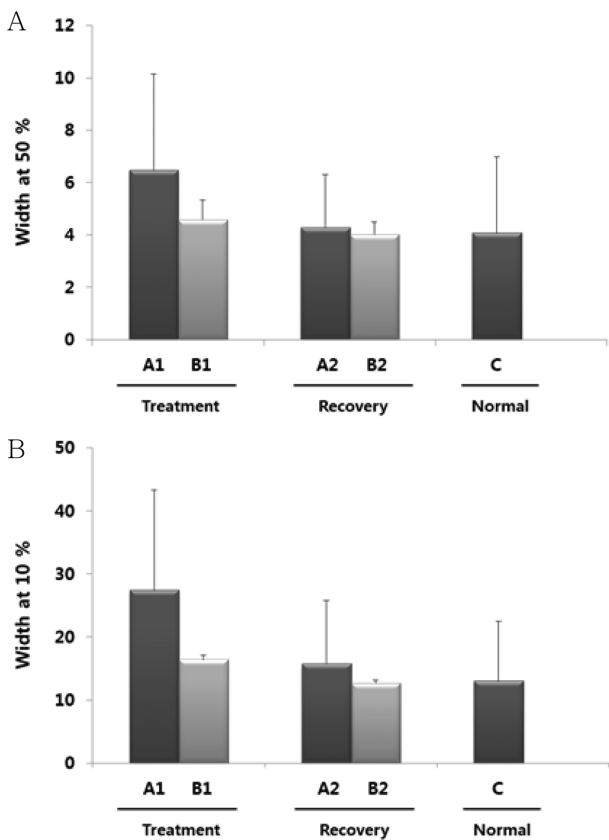 A
12
10
8
6
4
2
0
Width at 50 %
A1 B1 A2 B2 C
Treatment Recovery Normal
B
50
40
30
20
10
0
Width at 10 %
A1 B1 A2 B2 C
Treatment Recovery Normal